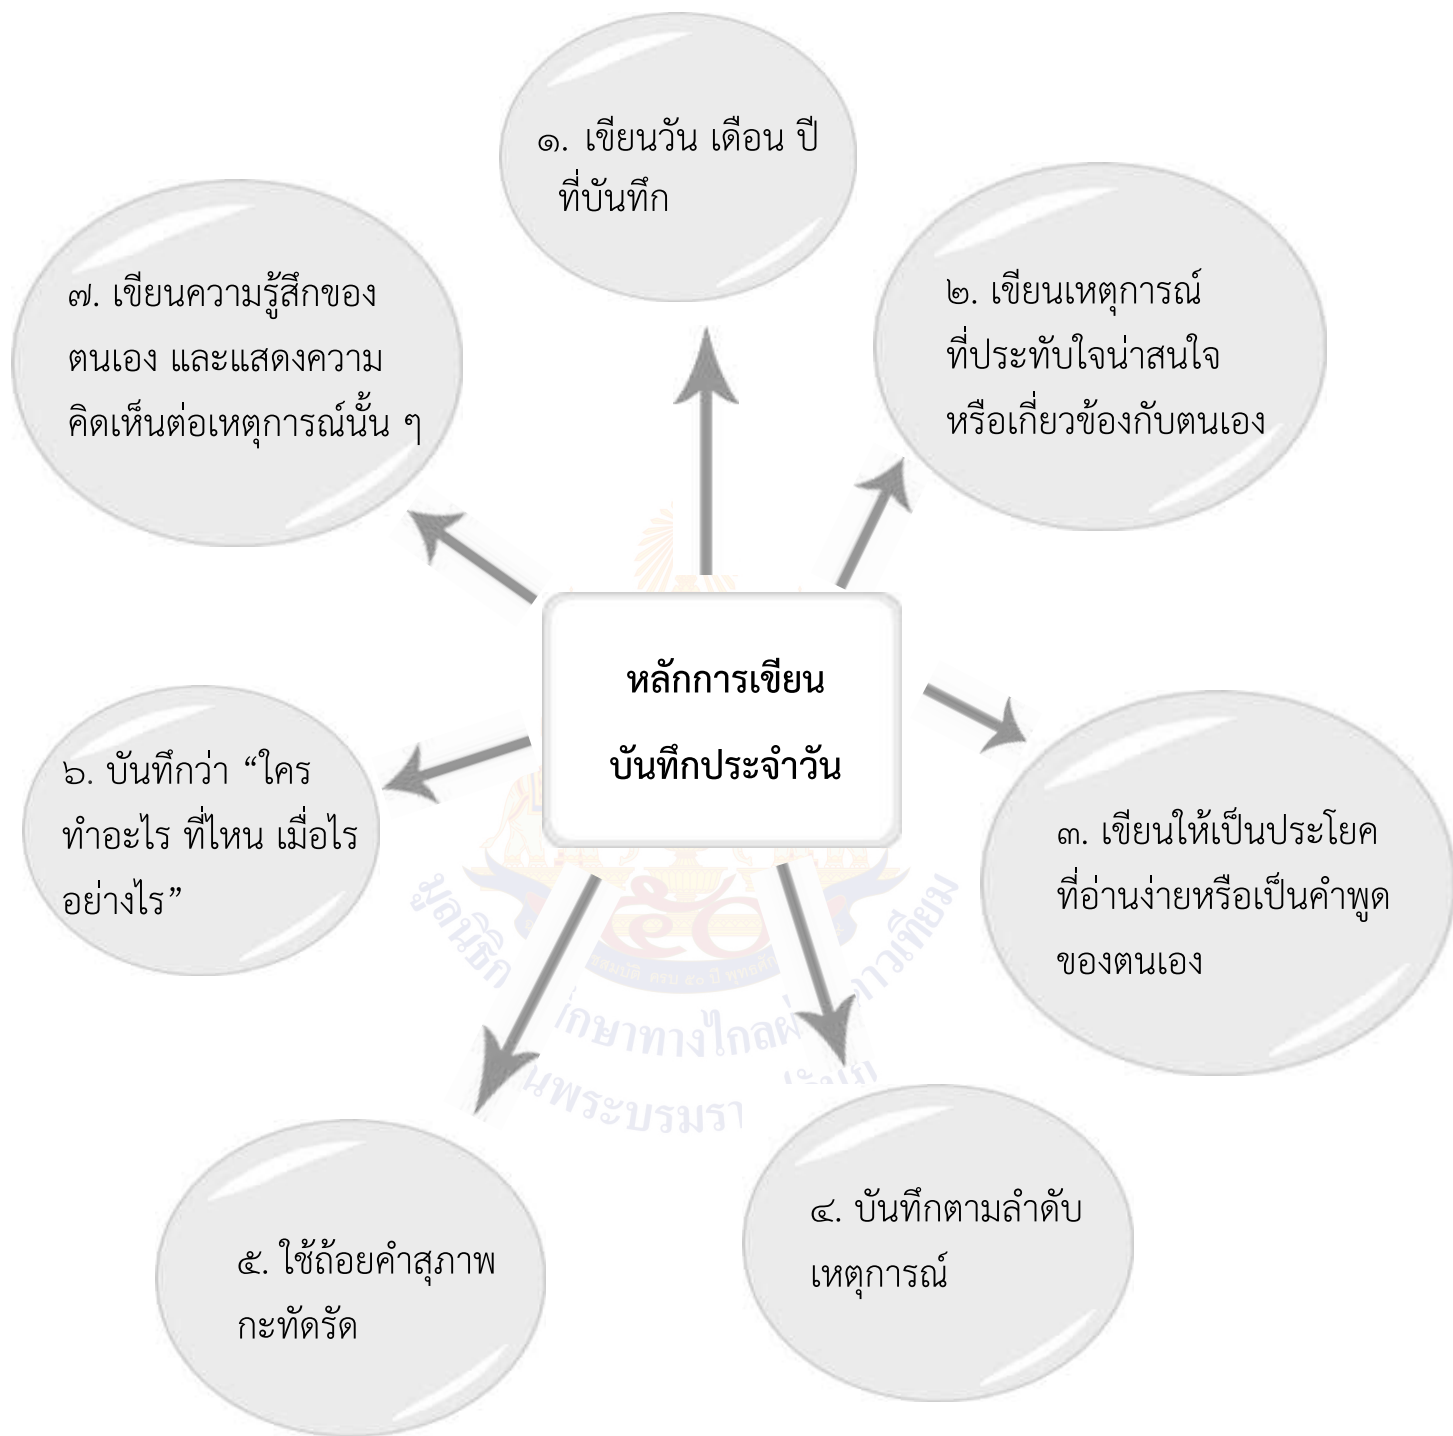 หลักการเขียน
บันทึกประจำวัน
๑. เขียนวัน เดือน ปี
ที่บันทึก
๒. เขียนเหตุการณ์
ที่ประทับใจน่าสนใจ
หรือเกี่ยวข้องกับตนเอง
๓. เขียนให้เป็นประโยค
ที่อ่านง่ายหรือเป็นคำพูด
ของตนเอง
๔. บันทึกตามลำดับ
เหตุการณ์
๕. ใช้ถ้อยคำสุภาพ
กะทัดรัด
๖. บันทึกว่า “ใคร
ทำอะไร ที่ไหน เมื่อไร
อย่างไร”
๗. เขียนความรู้สึกของ
ตนเอง และแสดงความ
คิดเห็นต่อเหตุการณ์นั้น ๆ